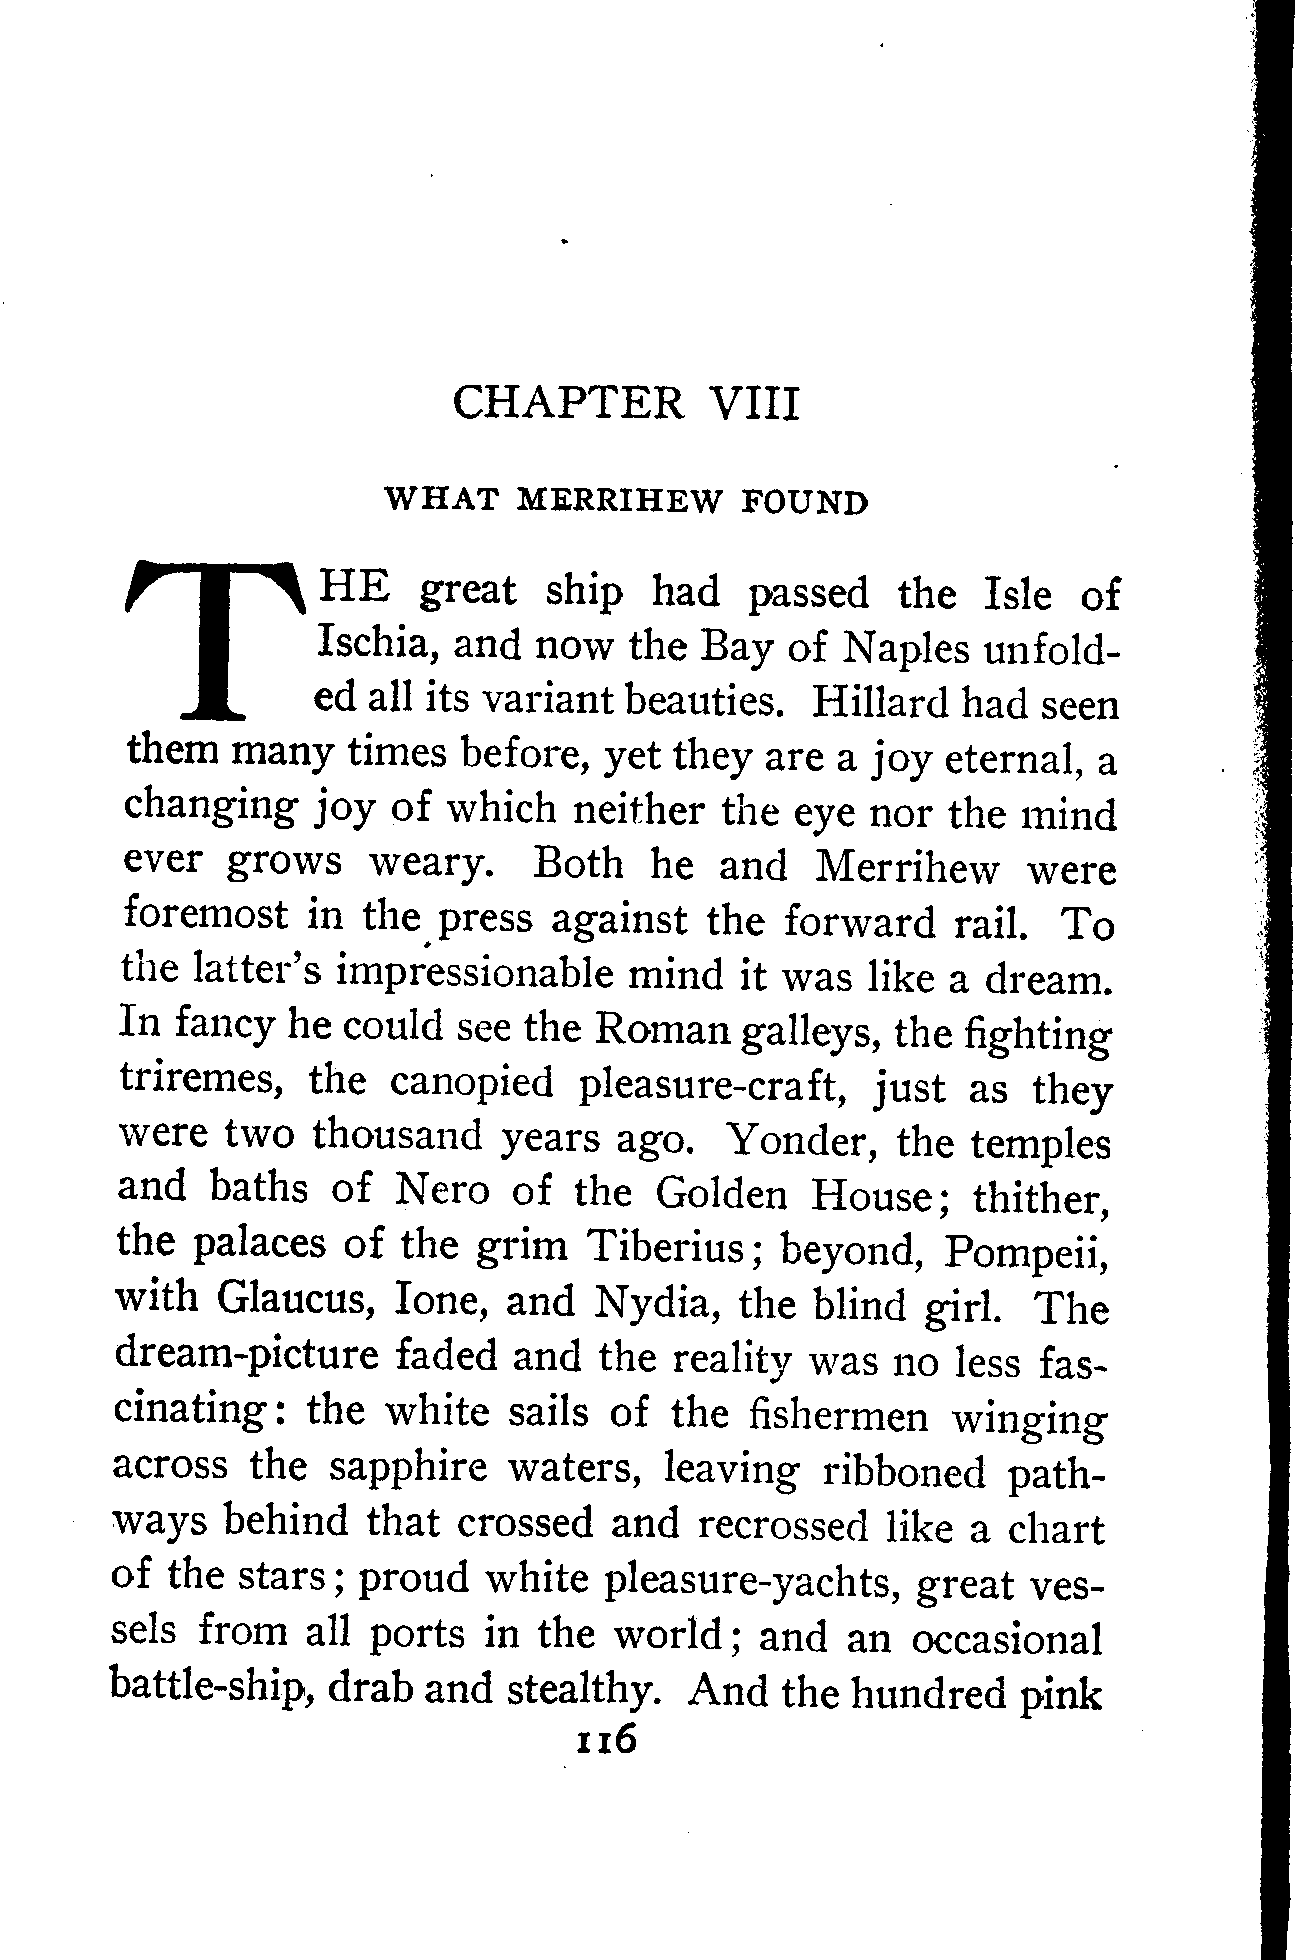 CHAPTER VIII
WHAT MERRIHEW FOUND
THE great ship had passed the Isle of
Ischia, and now the Bay of Naples unfold-
ed all its variant beauties. Hillard had seen
them many times before, yet they are a joy eternal, a
changing joy of which neither the eye nor the mind
ever grows weary. Both he and Merrihew were
foremost in the press against the forward rail. To
the latter's impressionable mind it was like a dream.
In fancy he could see the Roman galleys, the fighting
triremes, the canopied pleasure-craft, just as they
were two thousand years ago. Yonder, the temples
and baths of Nero of the Golden House; thither,
the palaces of the grim Tiberius; beyond, Pompeii,
with Glaucus, Ione, and Nydia, the blind girl. The
dream-picture faded and the reality was no less fas-
cinating: the white sails of the fishermen winging
across the sapphire waters, leaving ribboned path-
ways behind that crossed and recrossed like a chart
of the stars; proud white pleasure-yachts, great ves-
sels from all ports in the world; and an occasional
battle-ship, drab and stealthy. And the hundred pink
116